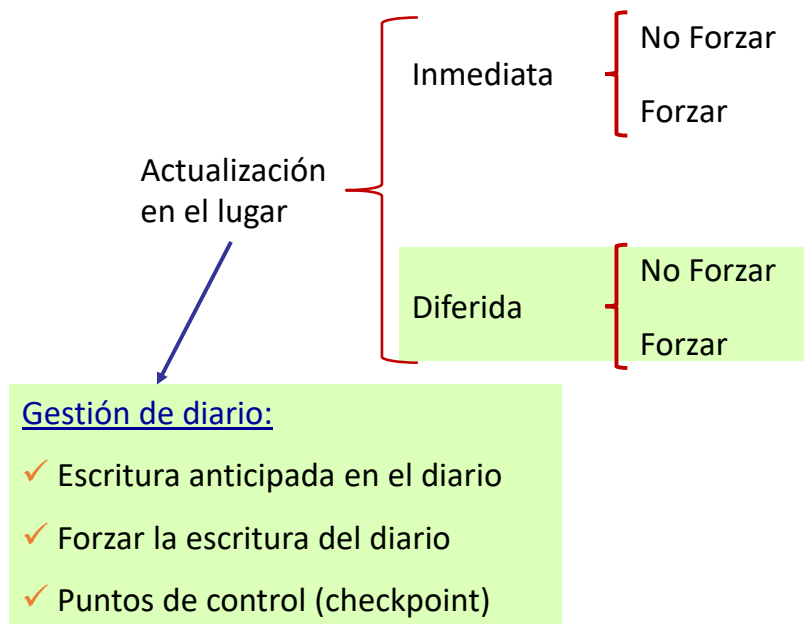 No Forzar
Inmediata
Forzar
Actualización
en el lugar
No Forzar
Diferida
Forzar
Gestión de diario:
✓ Escritura anticipada en el diario
✓ Forzar la escritura del diario
✓ Puntos de control (checkpoint)